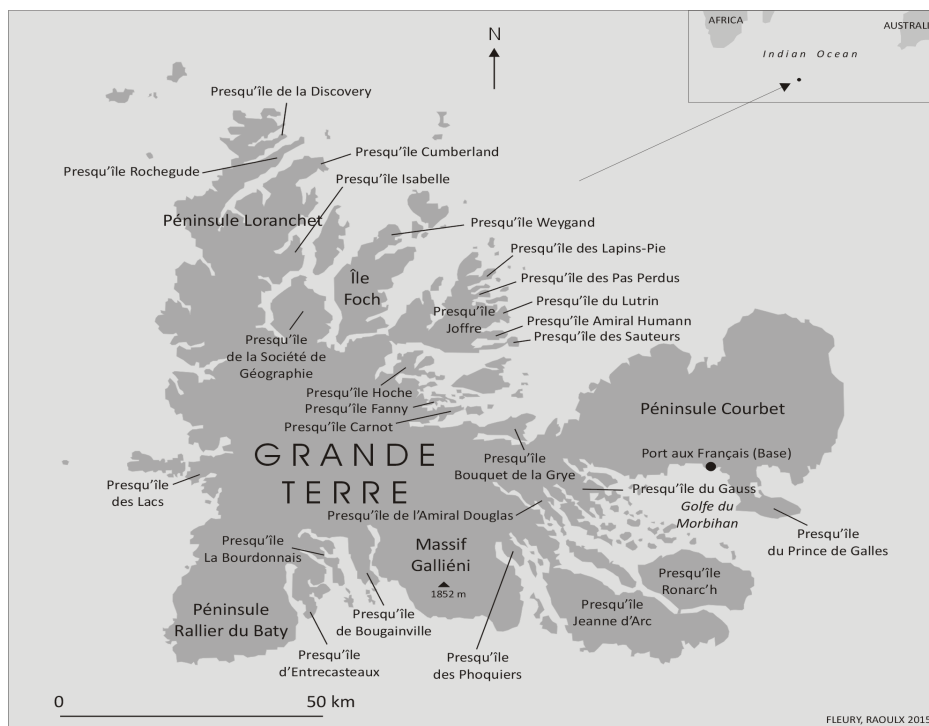 AFRICA
AUSTRALI
Indian Ocean
N
Presqu'île de la Discovery
Presqu'île Cumberland
Presqu'île Rochegude
Presqu'île Isabelle
Péninsule Loranchet
Presqu'île Weygand
Presqu'île des Lapins-Pie
Île
Foch
Presqu'île des Pas Perdus
Presqu'île du Lutrin
Presqu'île
Joffre
Presqu'île Amiral Humann
Presqu'île des Sauteurs
Presqu'île
de la Société de
Géographie
Presqu'île Hoche
Presqu'île Fanny
Presqu'île Carnot
Péninsule Courbet
GRANDE
TERRE
Presqu'île
Bouquet de la Grye
Port aux Français (Base)
Presqu'île
des Lacs
Presqu'île du Gauss
Golfe du
Morbihan
Presqu'île de l'Amiral Douglas
Presqu'île
du Prince de Galles
Presqu'île
La Bourdonnais
Massif
Galliéni
1852 m
Presqu'île
Ronarc'h
Péninsule
Rallier du Baty
Presqu'île
de Bougainville
Presqu'île
Jeanne d'Arc
Presqu'île
d'Entrecasteaux
Presqu'île
des Phoquiers
0
50 km
FLEURY, RAOULX 2015